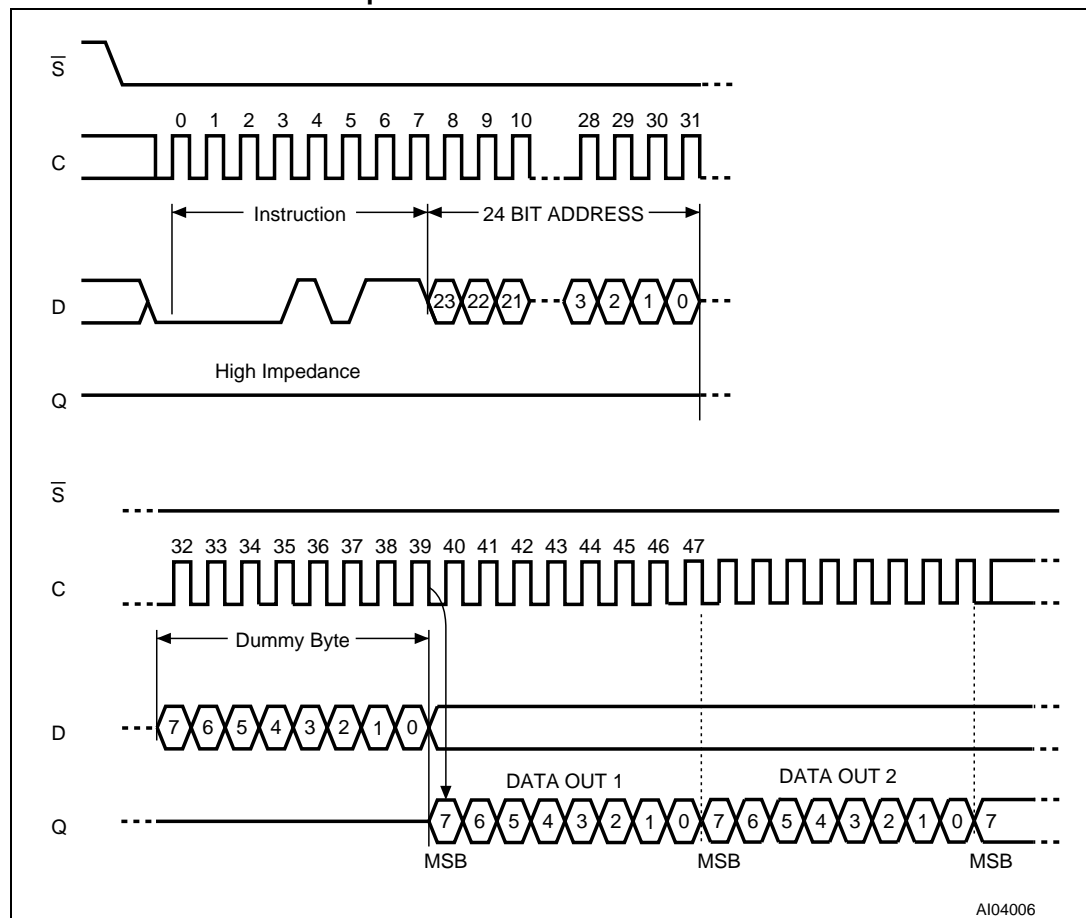 S
0 1 2 3 4 5 6 7 8 9 10 28 29 30 31
C
Instruction 24 BIT ADDRESS
D 23 22 21 3 2 1 0
High Impedance
Q
S
32 33 34 35 36 37 38 39 40 41 42 43 44 45 46 47
C
Dummy Byte
D 7 6 5 4 3 2 1 0
DATA OUT 1 DATA OUT 2
Q 7 6 5 4 3 2 1 0 7 6 5 4 3 2 1 0 7
MSB MSB MSB
AI04006